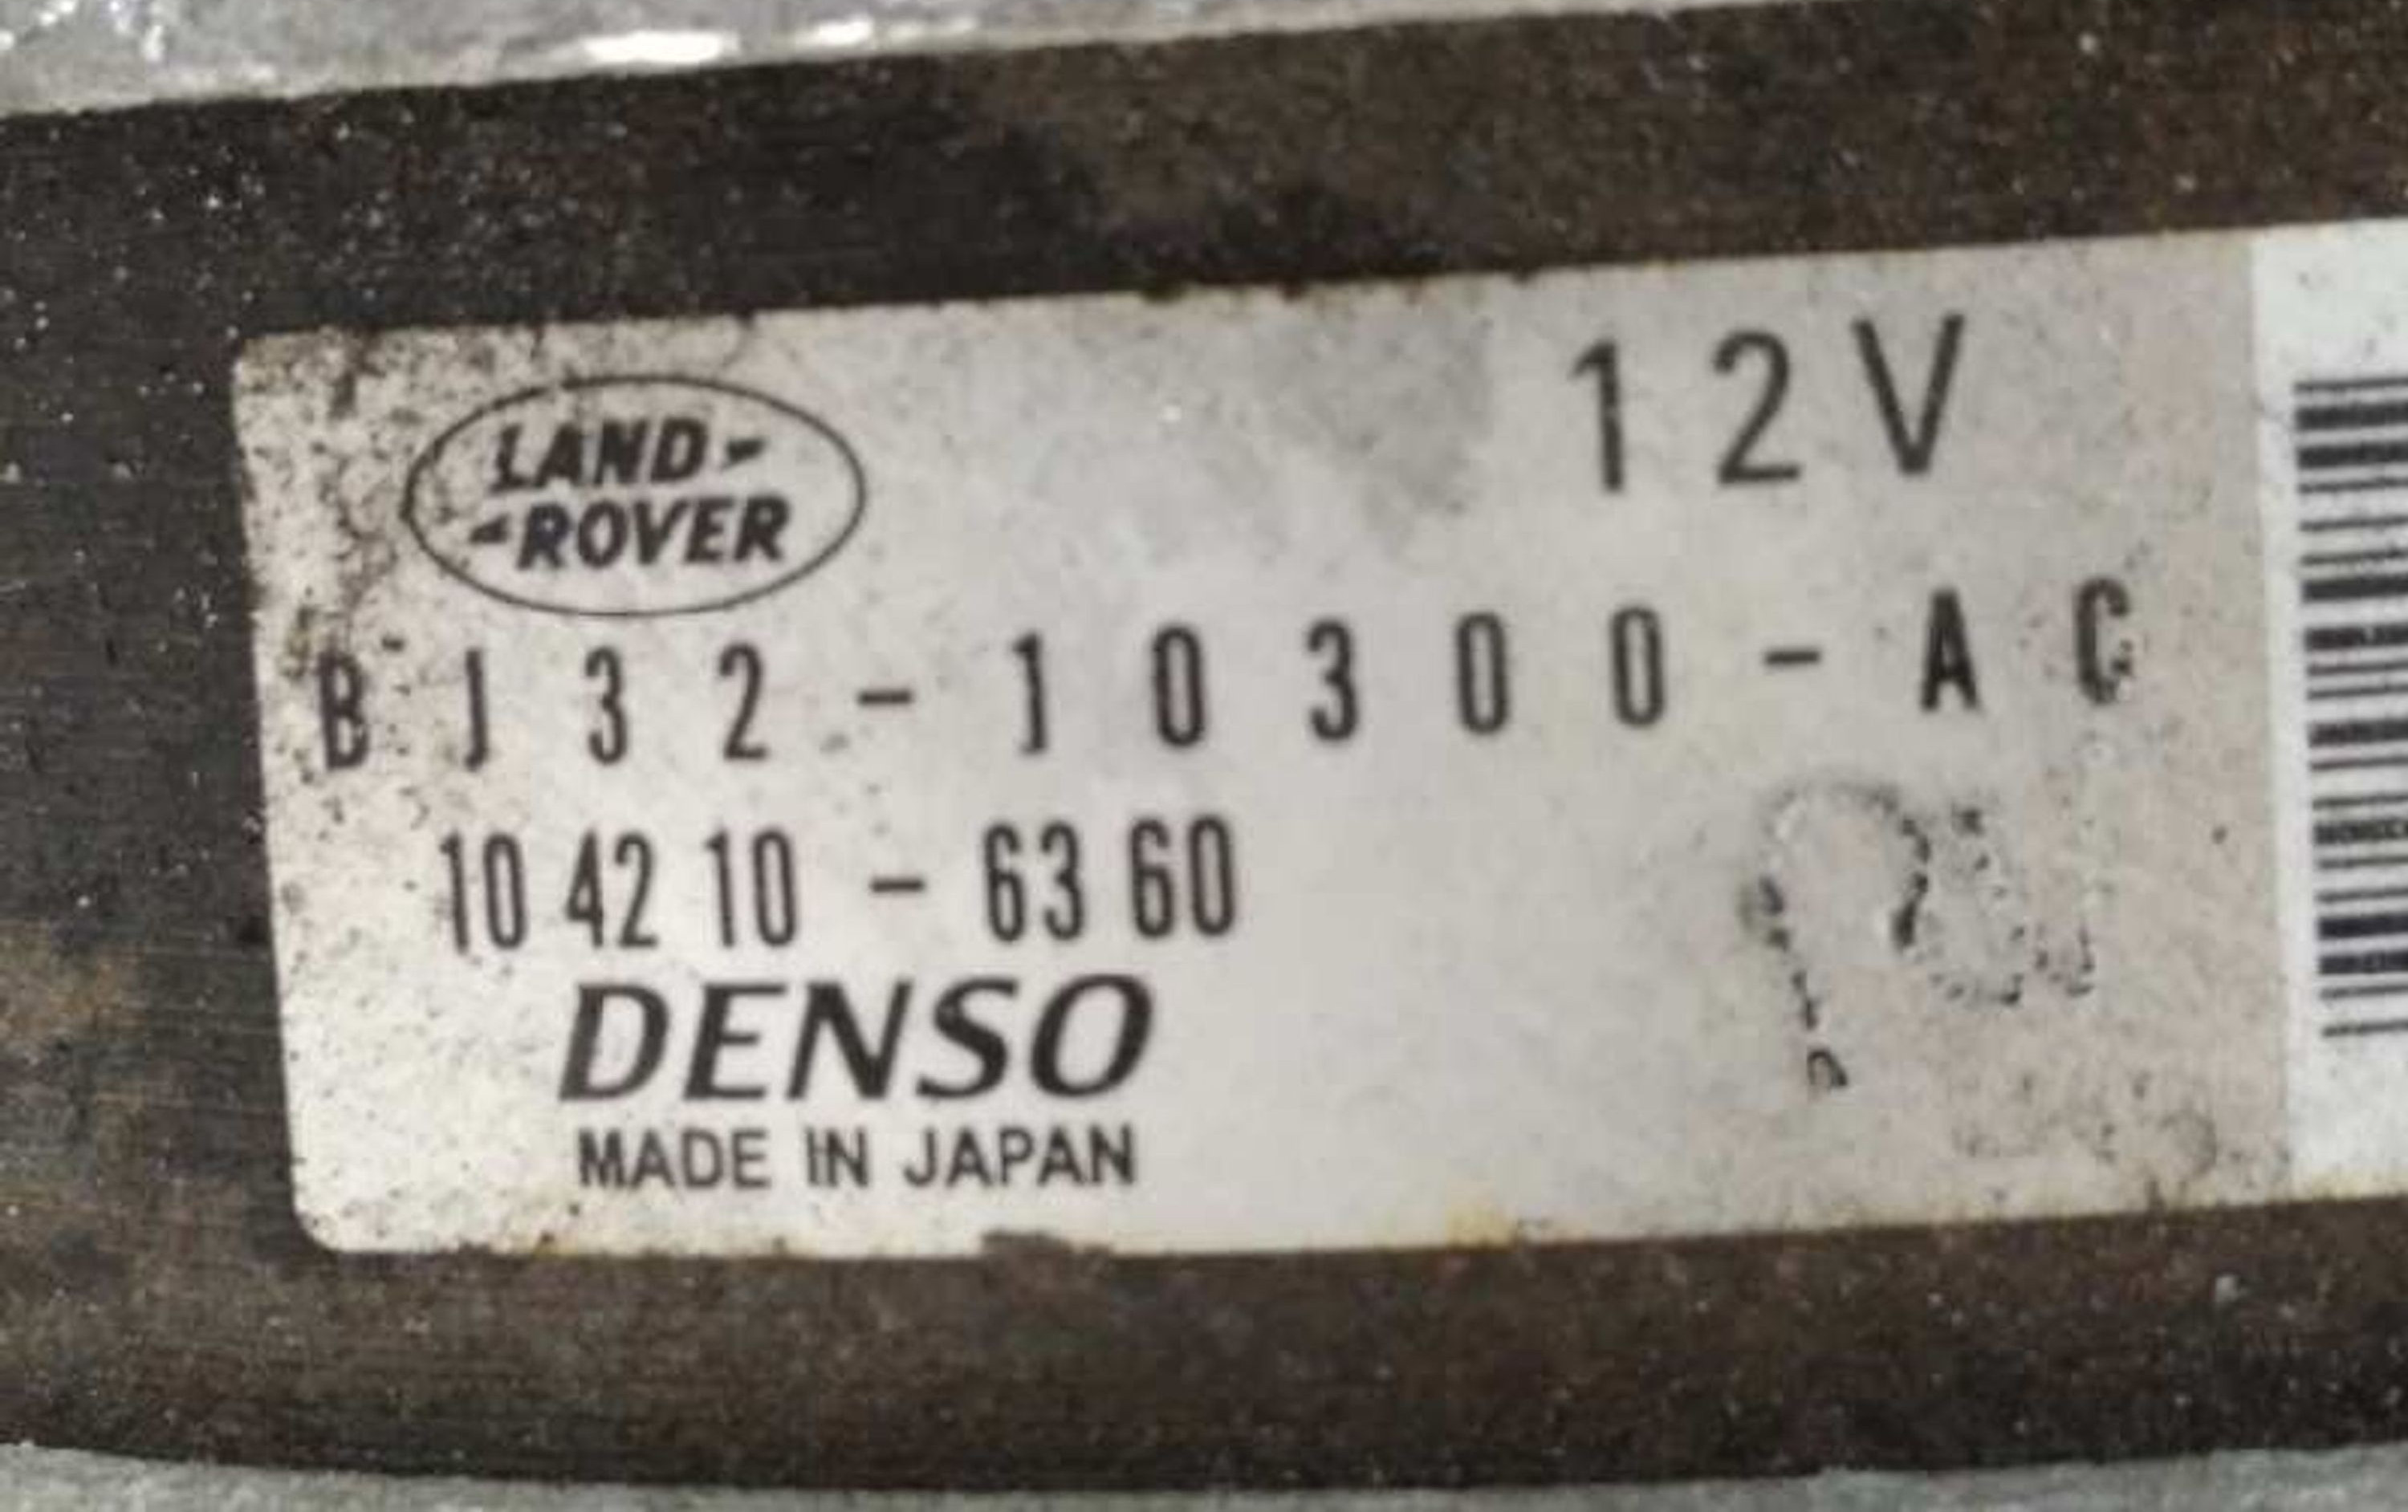 LAND-
-ROVER
12V
BJ32-10300-AC
104210-6360
DENSO
MADE IN JAPAN